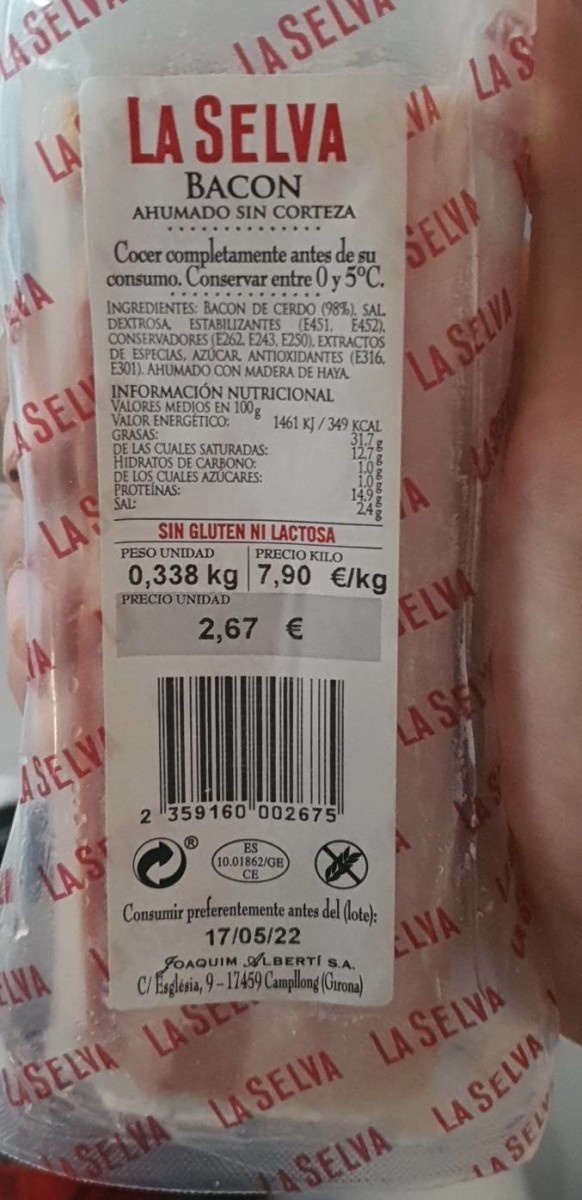 LA SELVA
BACON
AHUMADO SIN CORTEZA
Cocer completamente antes de su
consumo. Conservar entre 0 y 5ºC.
INGREDIENTES: BACON DE CERDO (98%), SAL,
DEXTROSA, ESTABILIZANTES (E451, E452),
CONSERVADORES (E262, E243, E250), EXTRACTOS
DE ESPECIAS, AZÚCAR, ANTIOXIDANTES (E316,
E301). AHUMADO CON MADERA DE HAYA.
INFORMACIÓN NUTRICIONAL
VALORES MEDIOS EN 100g
VALOR ENERGÉTICO: 1461 KJ / 349 KCAL
GRASAS: 31.7g
DE LAS CUALES SATURADAS: 12.7g
HIDRATOS DE CARBONO: 1.0g
DE LOS CUALES AZÚCARES: 1.0g
PROTEÍNAS: 14.9g
SAL: 2.4g
SIN GLUTEN NI LACTOSA
PESO UNIDAD PRECIO KILO
0,338 kg 7,90 €/kg
PRECIO UNIDAD
2,67 €
2 359160 002675
®
ES
10.01862/GE
CE
Consumir preferentemente antes del (lote):
17/05/22
JOAQUIM ALBERTÍ S.A.
C/ Església, 9 - 17459 Campllong (Girona)
LA SELVA
LA SELVA LA SELVA
LA SELVA LA SELVA
LA SELVA